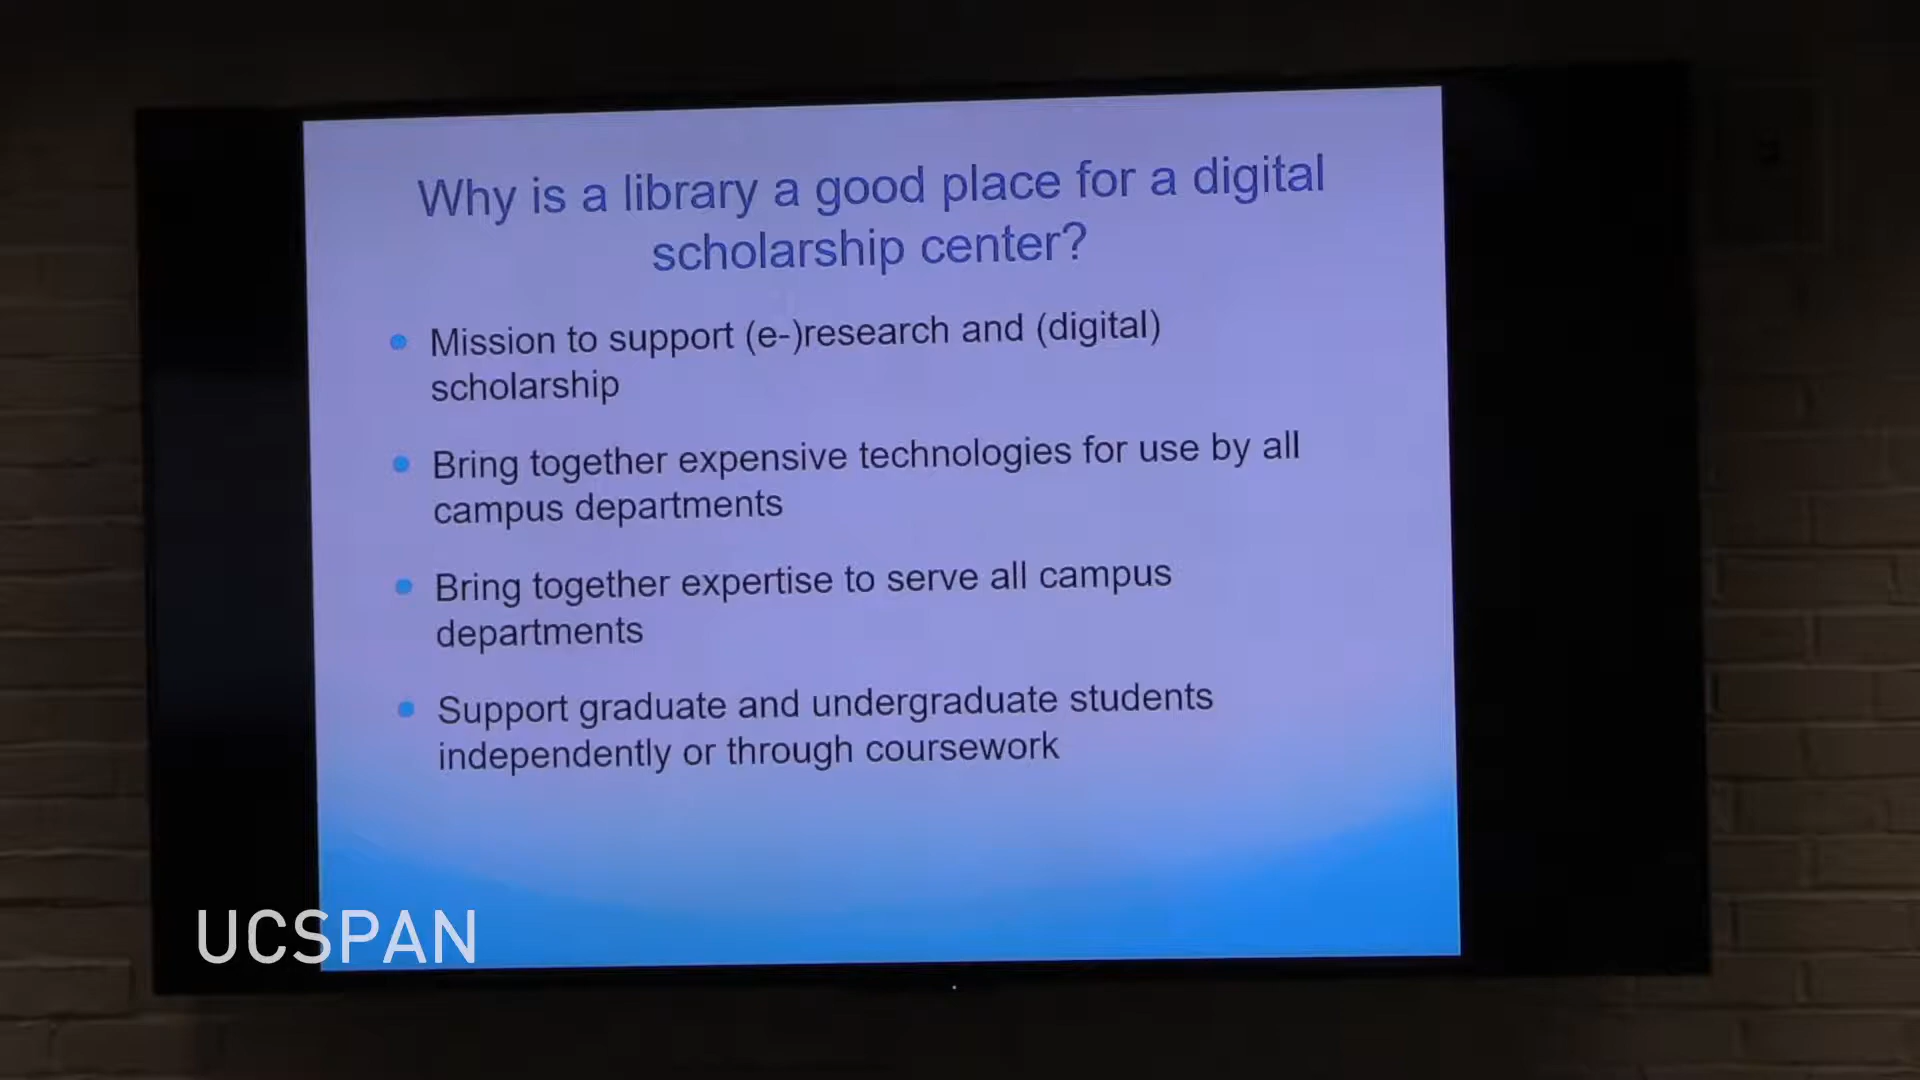 Why is a library a good place for a digital
scholarship center?
Mission to support (e-)research and (digital)
scholarship
Bring together expensive technologies for use by all
campus departments
Bring together expertise to serve all campus
departments
Support graduate and undergraduate students
independently or through coursework
UCSPAN